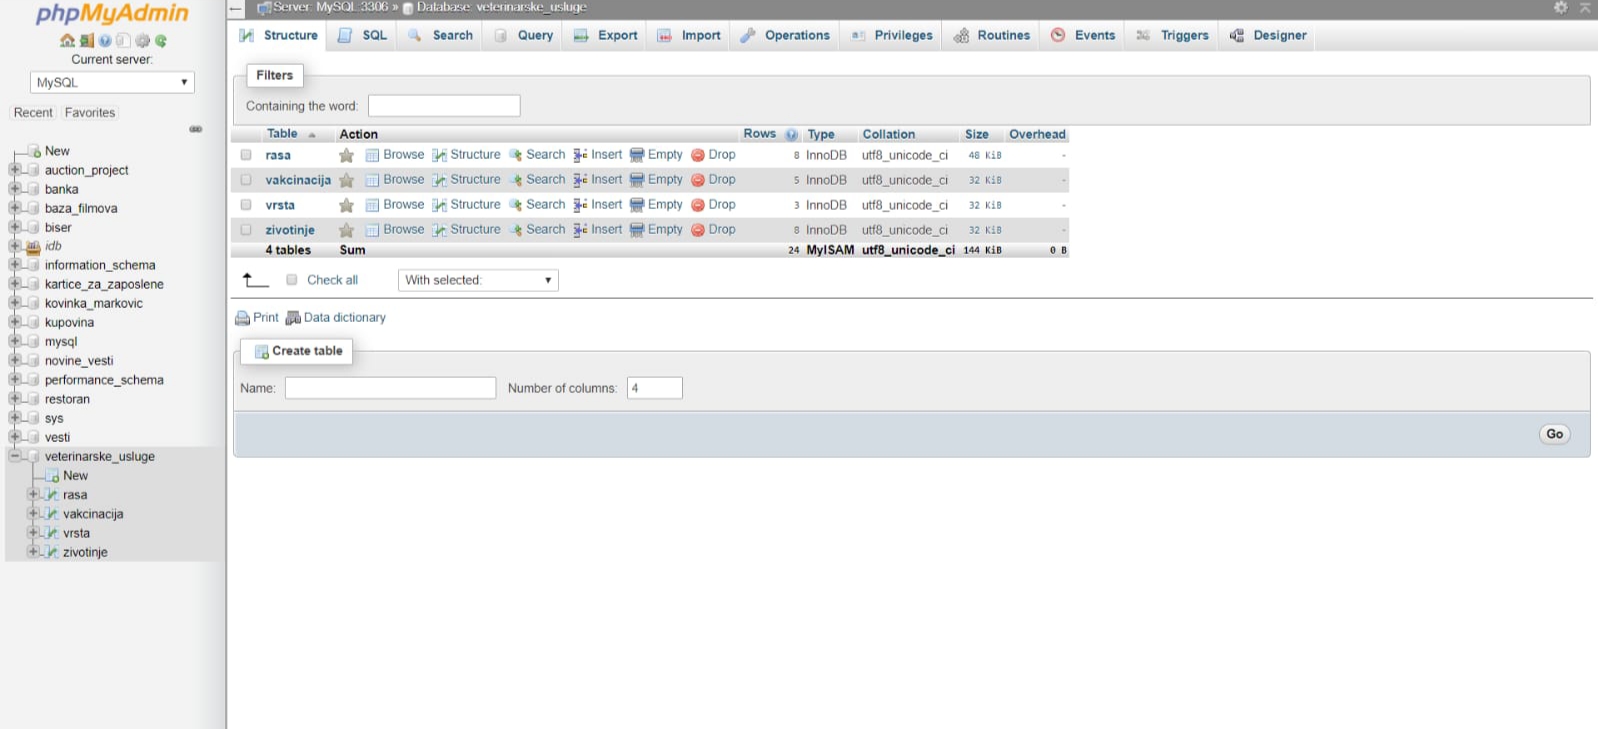 phpMyAdmin
Current server:
MySQL
Recent Favorites
New
auction_project
banka
baza_filmova
biser
idb
information_schema
kartice_za_zaposlene
kovinka_markovic
kupovina
mysql
novine_vesti
performance_schema
restoran
sys
vesti
veterinarske_usluge
New
rasa
vakcinacija
vrsta
zivotinje
Server: MySQL:3306 » Database: veterinarske_usluge
Structure SQL Search Query Export Import Operations Privileges Routines Events Triggers Designer
Filters
Containing the word:
Table Action Rows Type Collation Size Overhead
rasa Browse Structure Search Insert Empty Drop 8 InnoDB utf8_unicode_ci 48 KiB -
vakcinacija Browse Structure Search Insert Empty Drop 5 InnoDB utf8_unicode_ci 32 KiB -
vrsta Browse Structure Search Insert Empty Drop 3 InnoDB utf8_unicode_ci 32 KiB -
zivotinje Browse Structure Search Insert Empty Drop 8 InnoDB utf8_unicode_ci 32 KiB -
4 tables Sum 24 MyISAM utf8_unicode_ci 144 KiB 0 B
Check all With selected:
Print Data dictionary
Create table
Name: Number of columns: 4
Go